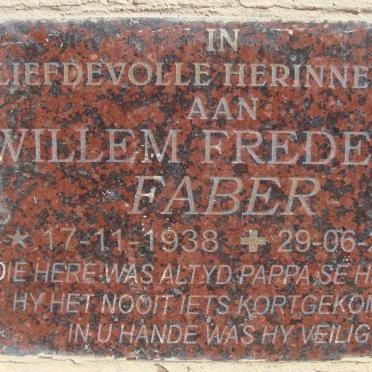 IN
LIEFDEVOLLE HERINNE
AAN
WILLEM FREDE
FABER
* 17-11-1938 + 29-06-2
DIE HERE WAS ALTYD PAPPA SE H
HY HET NOOIT IETS KORTGEKOM
IN U HANDE WAS HY VEILIG